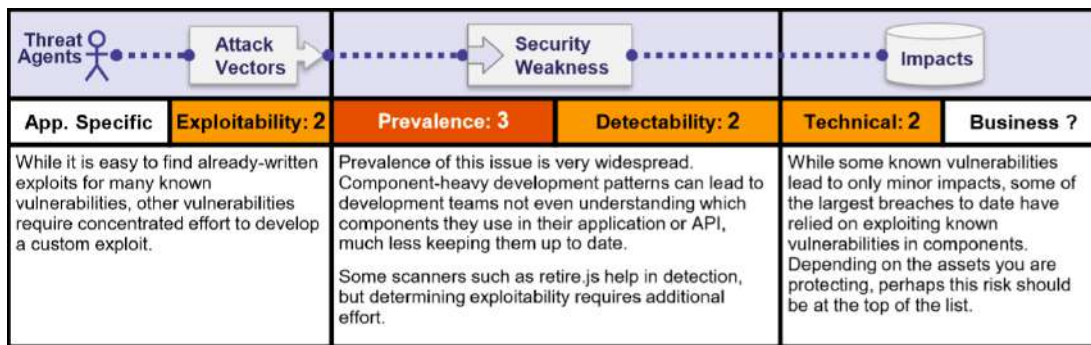 Threat
Agents
Attack
Vectors
Security
Weakness
Impacts
App. Specific
Exploitability: 2
Prevalence: 3
Detectability: 2
Technical: 2
Business ?
While it is easy to find already-written
exploits for many known
vulnerabilities, other vulnerabilities
require concentrated effort to develop
a custom exploit.
Prevalence of this issue is very widespread.
Component-heavy development patterns can lead to
development teams not even understanding which
components they use in their application or API,
much less keeping them up to date.
Some scanners such as retire.js help in detection,
but determining exploitability requires additional
effort.
While some known vulnerabilities
lead to only minor impacts, some of
the largest breaches to date have
relied on exploiting known
vulnerabilities in components.
Depending on the assets you are
protecting, perhaps this risk should
be at the top of the list.